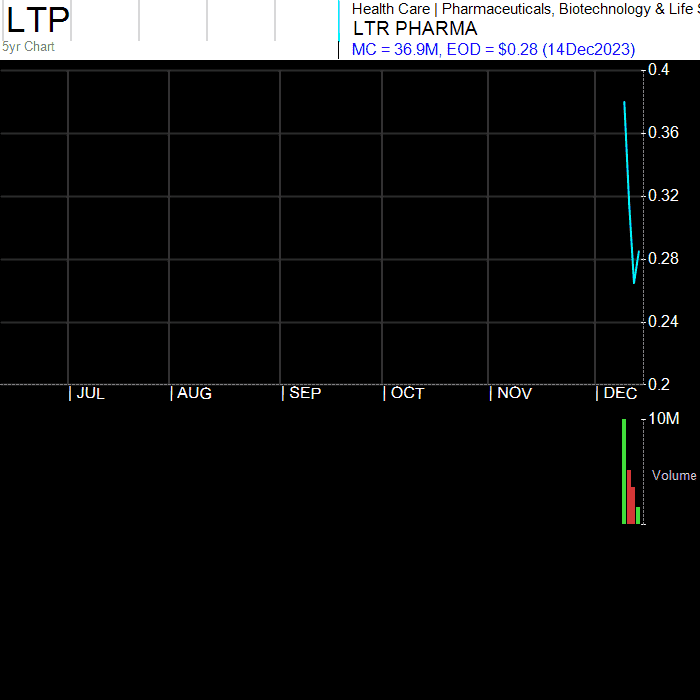 LTP
5yr Chart
Health Care | Pharmaceuticals, Biotechnology & Life S
LTR PHARMA
MC = 36.9M, EOD = $0.28 (14Dec2023)
0.4
0.36
0.32
0.28
0.24
0.2
| JUL | AUG | SEP | OCT | NOV | DEC
10M
Volume